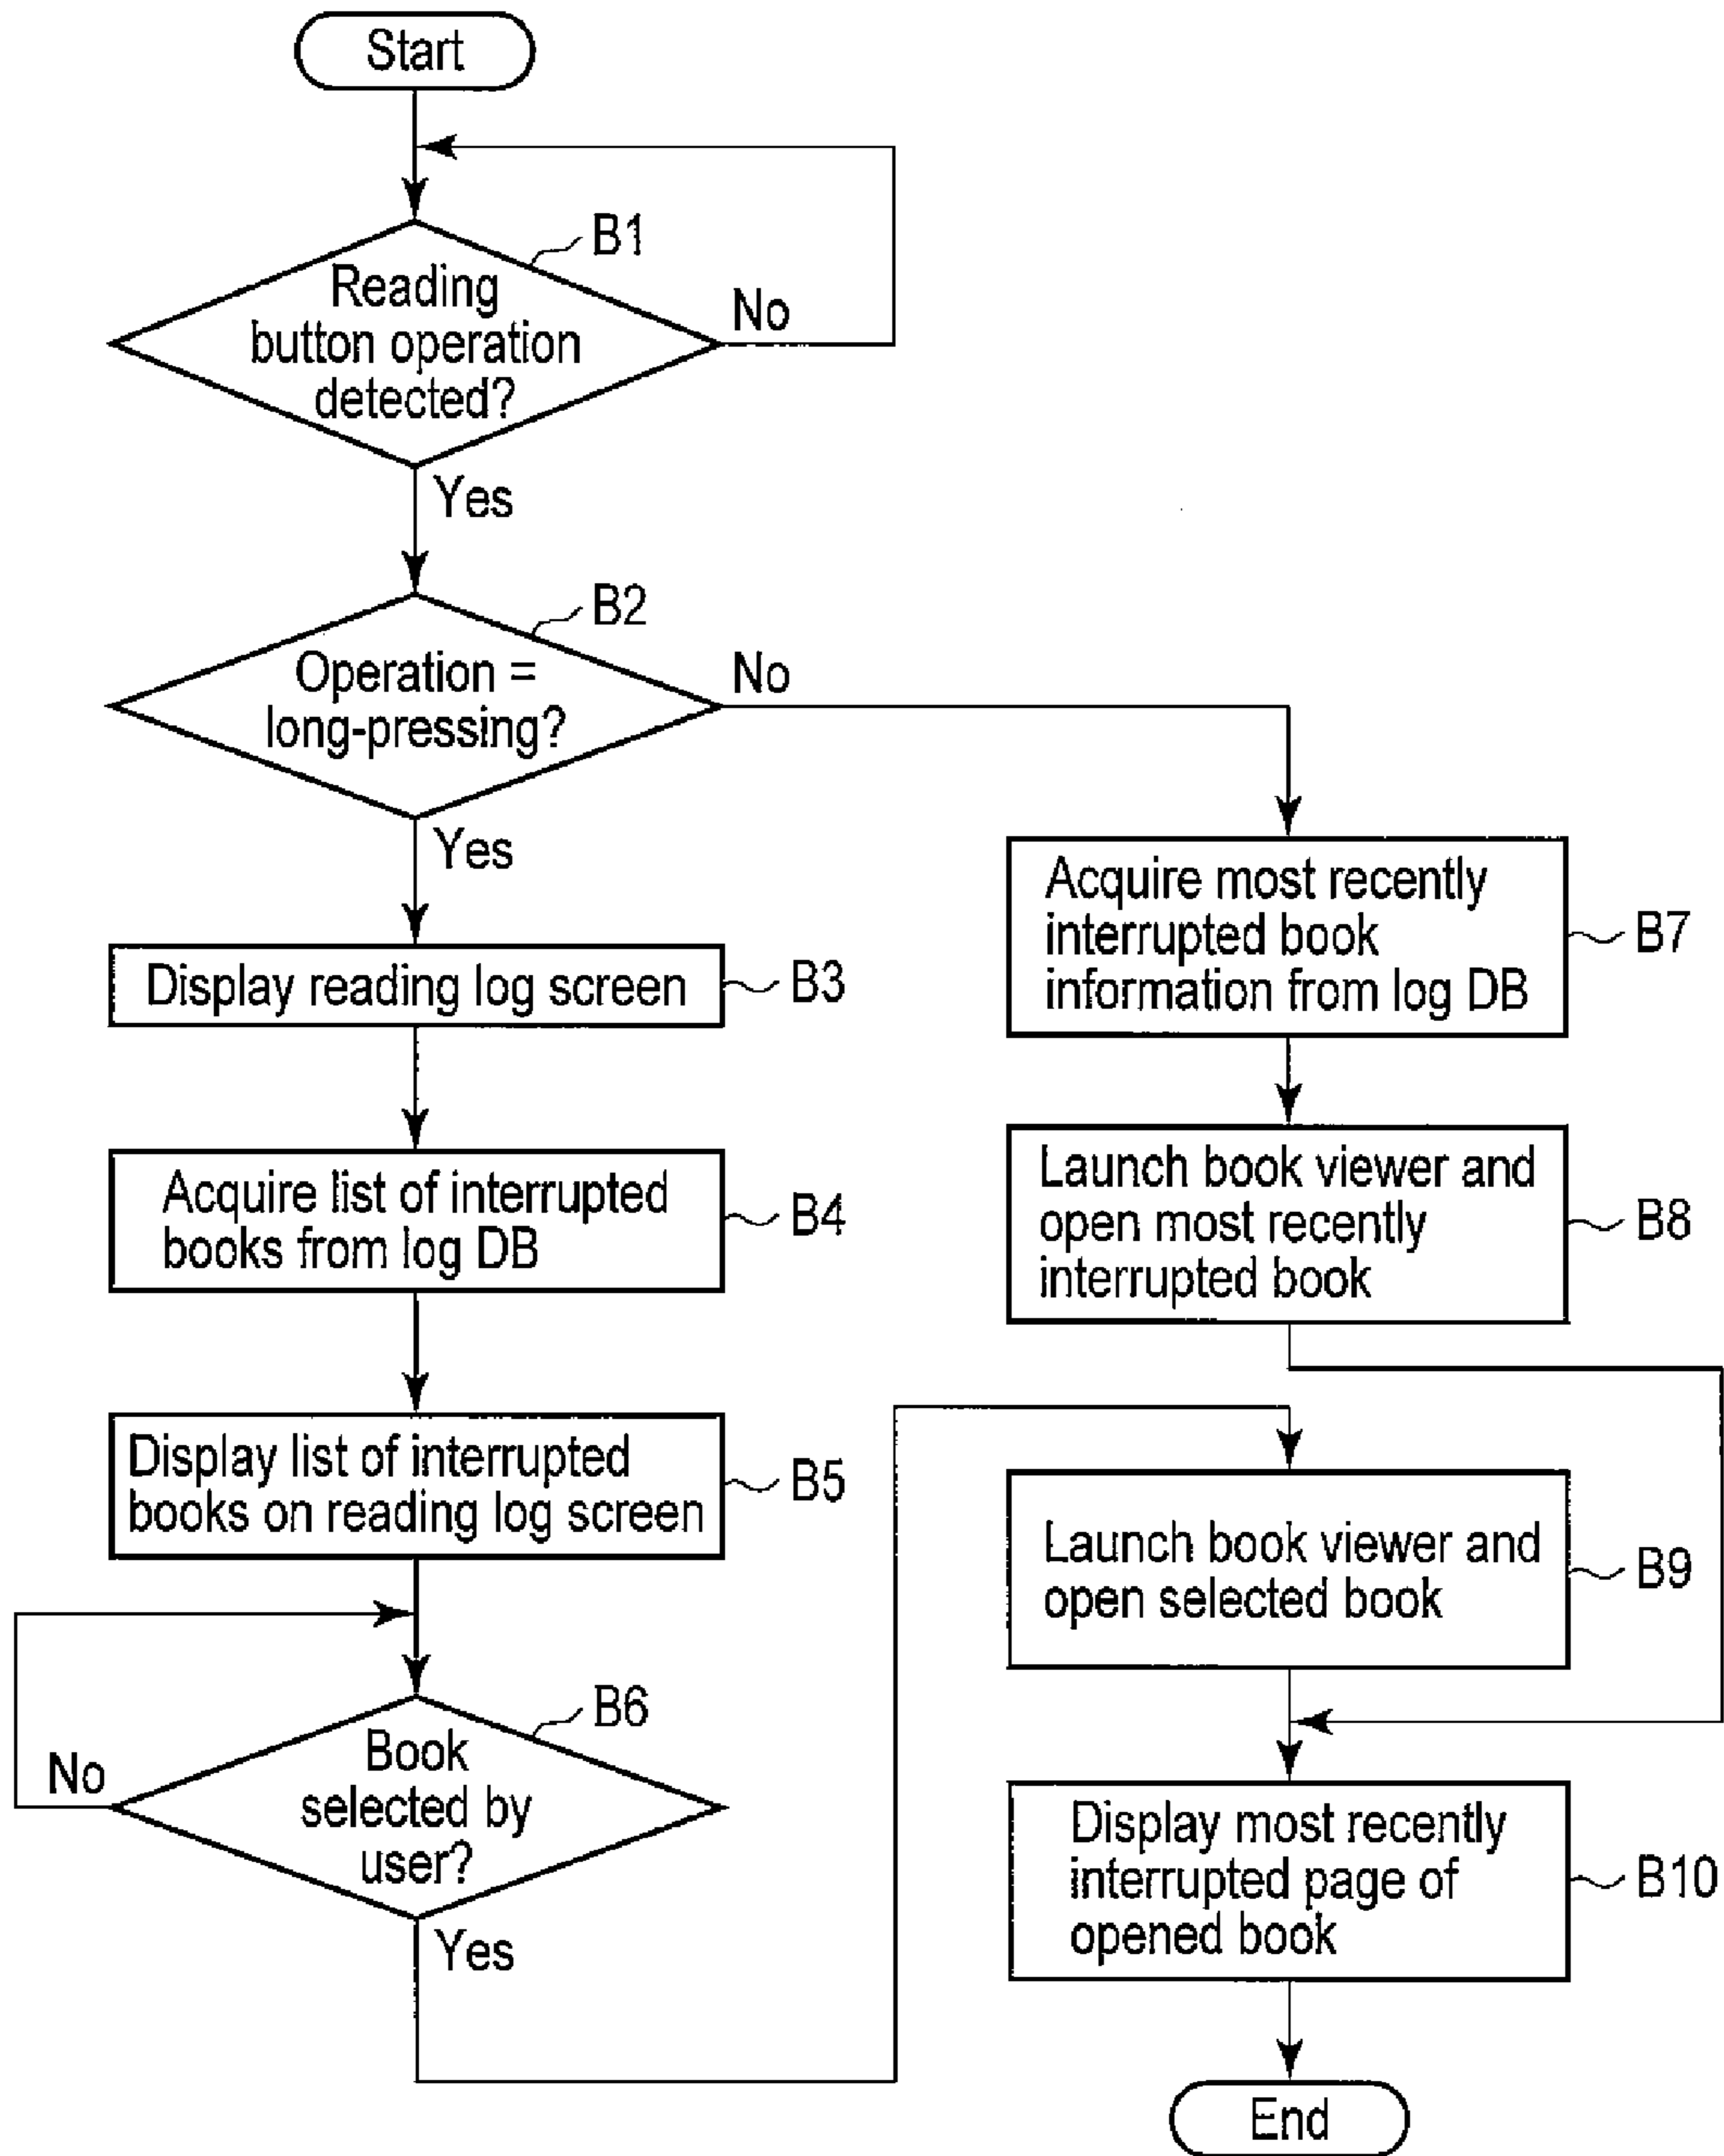 Start
B1
Reading
button operation
detected?
No
Yes
B2
Operation =
long-pressing?
No
Yes
Display reading log screen
B3
Acquire list of interrupted
books from log DB
B4
Display list of interrupted
books on reading log screen
B5
B6
Book
selected by
user?
No
Yes
Acquire most recently
interrupted book
information from log DB
B7
Launch book viewer and
open most recently
interrupted book
B8
Launch book viewer and
open selected book
B9
Display most recently
interrupted page of
opened book
B10
End